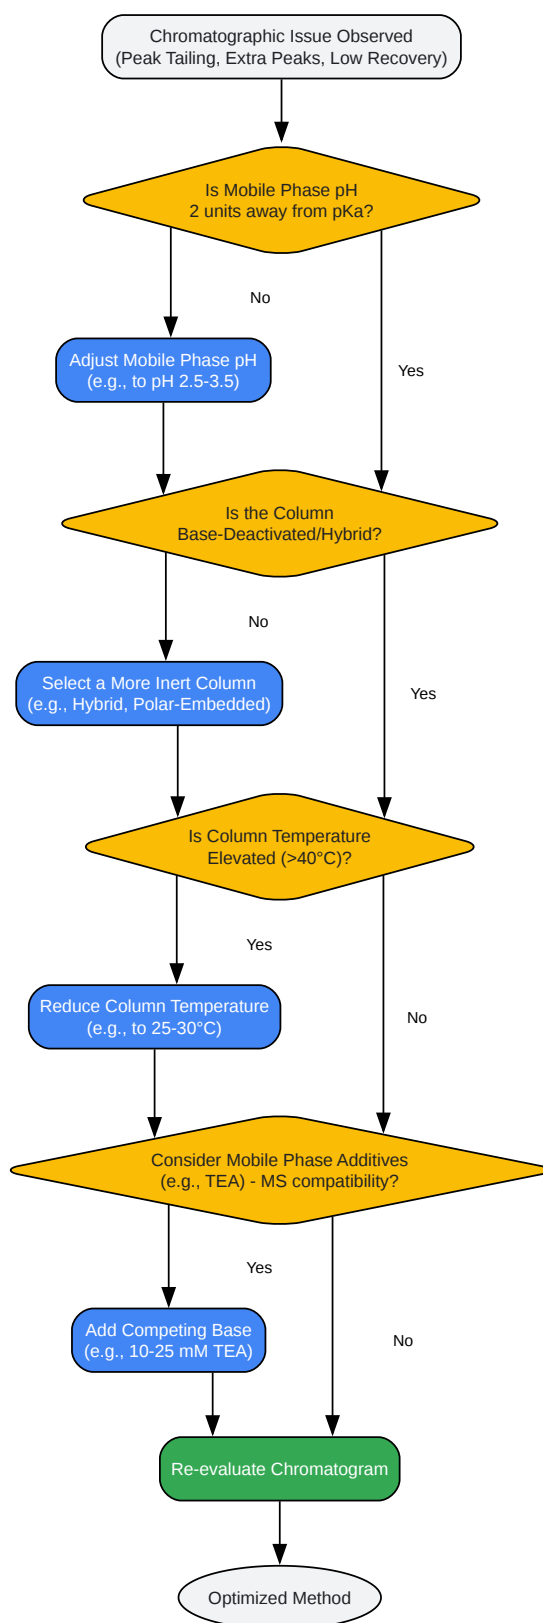 Chromatographic Issue Observed
(Peak Tailing, Extra Peaks, Low Recovery)
Is Mobile Phase pH
2 units away from pKa?
No
Adjust Mobile Phase pH
(e.g., to pH 2.5-3.5)
Yes
Is the Column
Base-Deactivated/Hybrid?
No
Select a More Inert Column
(e.g., Hybrid, Polar-Embedded)
Yes
Is Column Temperature
Elevated (>40°C)?
Yes
Reduce Column Temperature
(e.g., to 25-30°C)
No
Consider Mobile Phase Additives
(e.g., TEA) - MS compatibility?
Yes
Add Competing Base
(e.g., 10-25 mM TEA)
No
Re-evaluate Chromatogram
Optimized Method